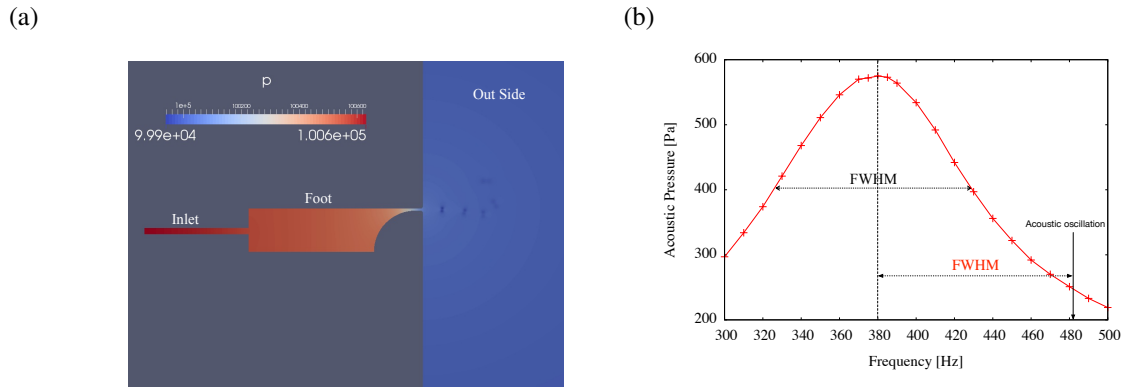 (a)
p
1e+5 100200 100400 100600
9.99e+04 1.006e+05
Out Side
Inlet
Foot
(b)
Acoustic Pressure [Pa]
600
500
400
300
200
FWHM
Acoustic oscillation
FWHM
300 320 340 360 380 400 420 440 460 480 500
Frequency [Hz]